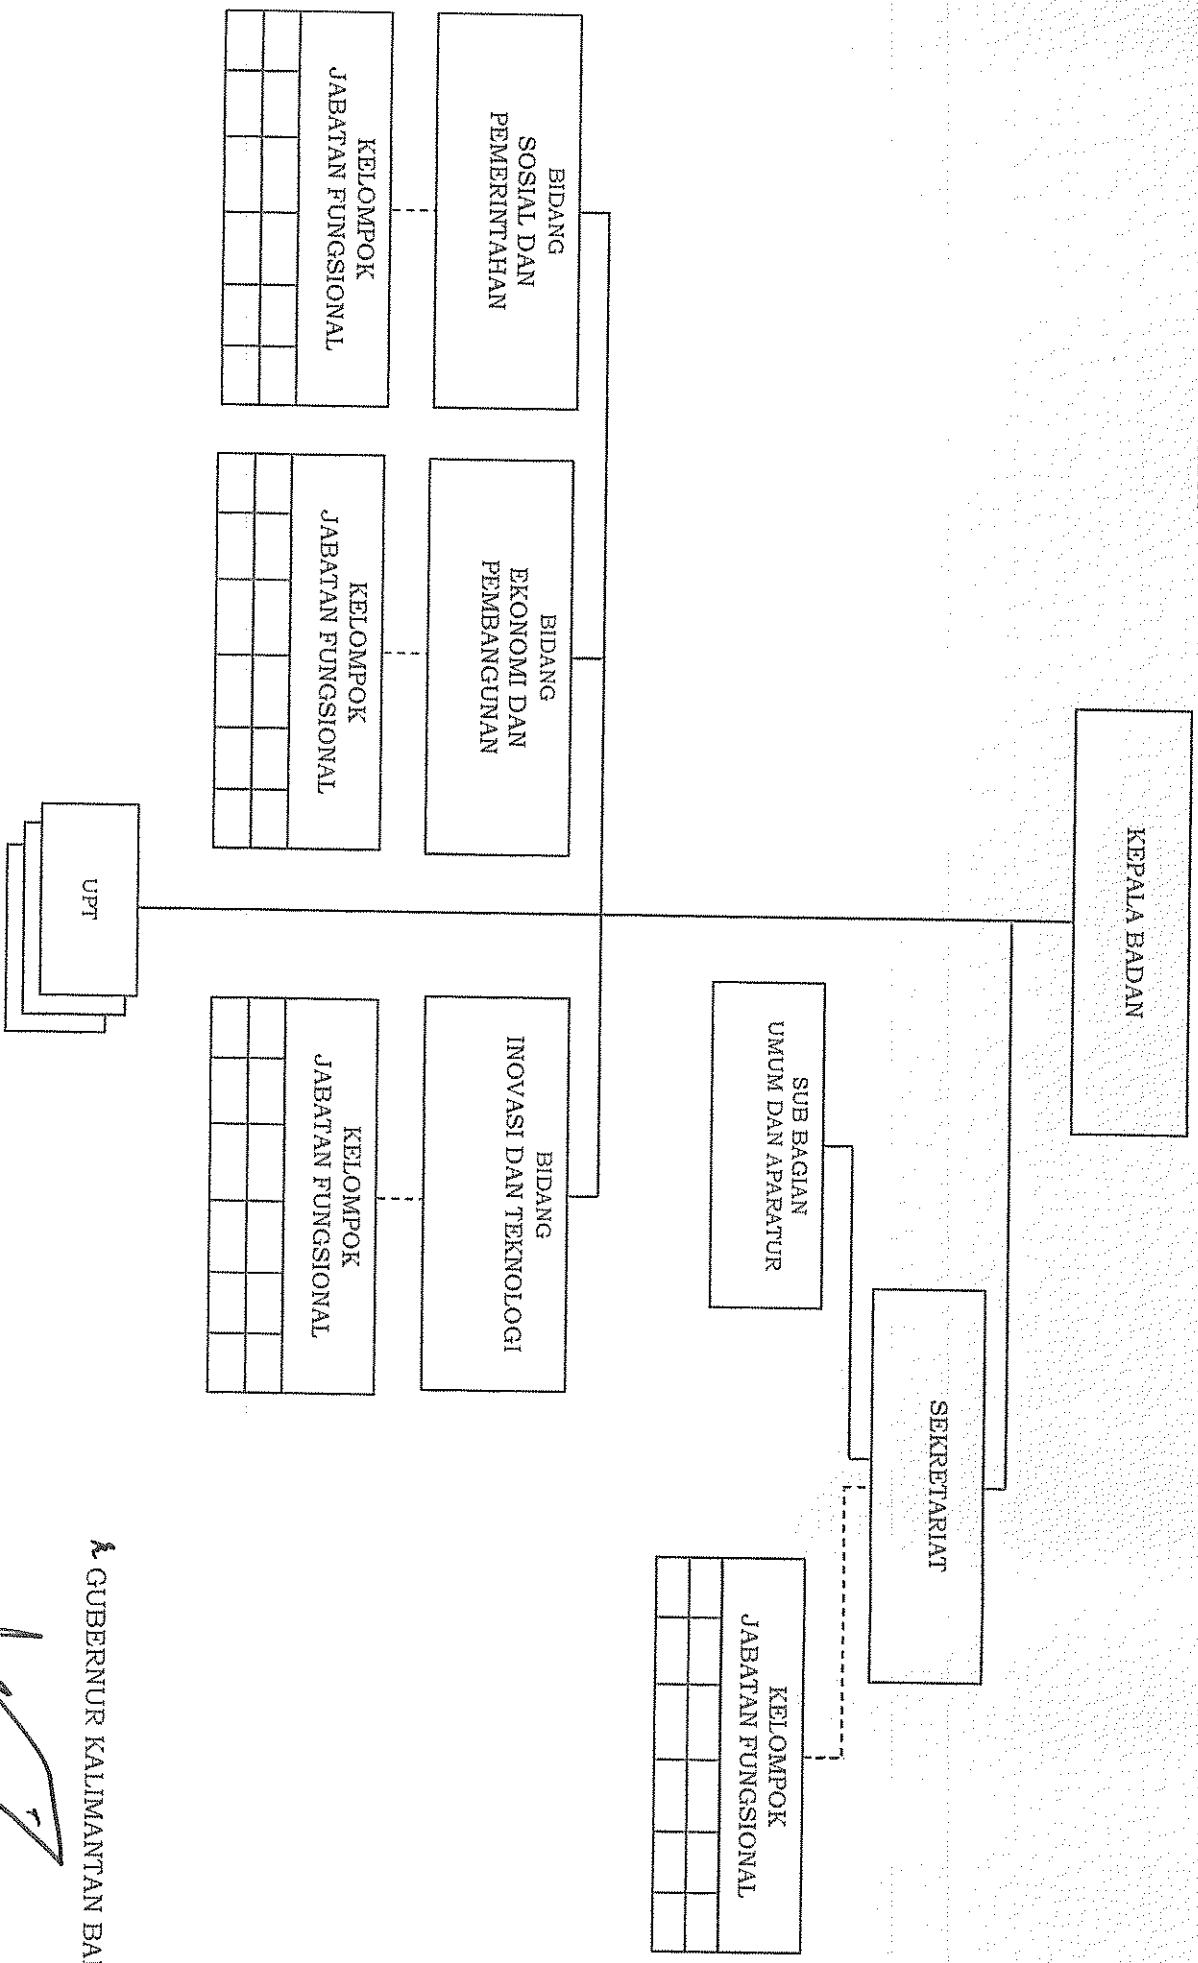 KEPALA BADAN
SEKRETARIAT
SUB BAGIAN
UMUM DAN APARATUR
KELOMPOK
JABATAN FUNGSIONAL
BIDANG
SOSIAL DAN
PEMERINTAHAN
BIDANG
EKONOMI DAN
PEMBANGUNAN
BIDANG
INOVASI DAN TEKNOLOGI
KELOMPOK
JABATAN FUNGSIONAL
KELOMPOK
JABATAN FUNGSIONAL
KELOMPOK
JABATAN FUNGSIONAL
UPT
GUBERNUR KALIMANTAN